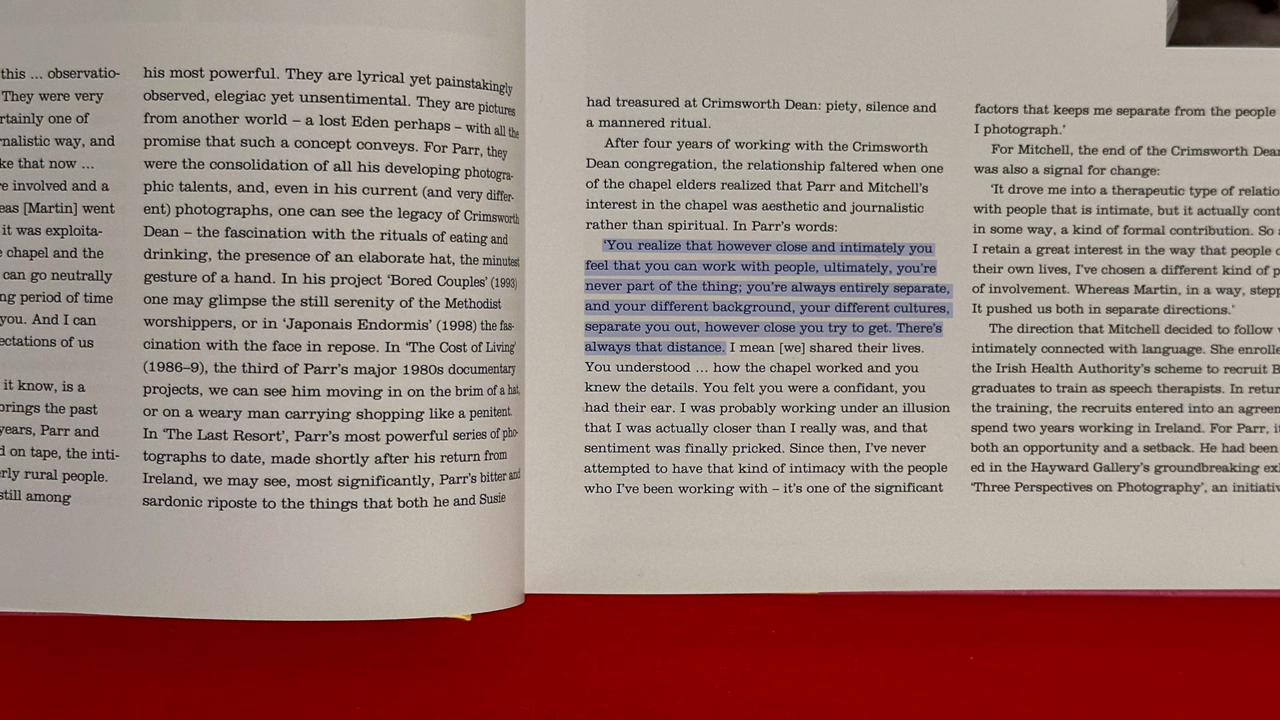 this ... observatio-
They were very
rtainly one of
nalistic way, and
ke that now ...
e involved and a
eas [Martin] went
it was exploita-
chapel and the
can go neutrally
ng period of time
you. And I can
ectations of us
it know, is a
brings the past
years, Parr and
d on tape, the inti-
rly rural people.
still among
his most powerful. They are lyrical yet painstakingly
observed, elegiac yet unsentimental. They are pictures
from another world – a lost Eden perhaps – with all the
promise that such a concept conveys. For Parr, they
were the consolidation of all his developing photogra-
phic talents, and, even in his current (and very differ-
ent) photographs, one can see the legacy of Crimsworth
Dean – the fascination with the rituals of eating and
drinking, the presence of an elaborate hat, the minutest
gesture of a hand. In his project ‘Bored Couples’ (1993)
one may glimpse the still serenity of the Methodist
worshippers, or in ‘Japonais Endormis’ (1998) the fas-
cination with the face in repose. In ‘The Cost of Living’
(1986–9), the third of Parr’s major 1980s documentary
projects, we can see him moving in on the brim of a hat,
or on a weary man carrying shopping like a penitent.
In ‘The Last Resort’, Parr’s most powerful series of pho-
tographs to date, made shortly after his return from
Ireland, we may see, most significantly, Parr’s bitter and
sardonic riposte to the things that both he and Susie
had treasured at Crimsworth Dean: piety, silence and
a mannered ritual.
After four years of working with the Crimsworth
Dean congregation, the relationship faltered when one
of the chapel elders realized that Parr and Mitchell’s
interest in the chapel was aesthetic and journalistic
rather than spiritual. In Parr’s words:
‘You realize that however close and intimately you
feel that you can work with people, ultimately, you’re
never part of the thing; you’re always entirely separate,
and your different background, your different cultures,
separate you out, however close you try to get. There’s
always that distance. I mean [we] shared their lives.
You understood ... how the chapel worked and you
knew the details. You felt you were a confidant, you
had their ear. I was probably working under an illusion
that I was actually closer than I really was, and that
sentiment was finally pricked. Since then, I’ve never
attempted to have that kind of intimacy with the people
who I’ve been working with – it’s one of the significant
factors that keeps me separate from the people
I photograph.’
For Mitchell, the end of the Crimsworth Dean
was also a signal for change:
‘It drove me into a therapeutic type of relatio
with people that is intimate, but it actually cont
in some way, a kind of formal contribution. So
I retain a great interest in the way that people
their own lives, I’ve chosen a different kind of p
of involvement. Whereas Martin, in a way, stepp
It pushed us both in separate directions.’
The direction that Mitchell decided to follow
intimately connected with language. She enrolle
the Irish Health Authority’s scheme to recruit B
graduates to train as speech therapists. In retur
the training, the recruits entered into an agreem
spend two years working in Ireland. For Parr, it
both an opportunity and a setback. He had been
ed in the Hayward Gallery’s groundbreaking ex
‘Three Perspectives on Photography’, an initiativ